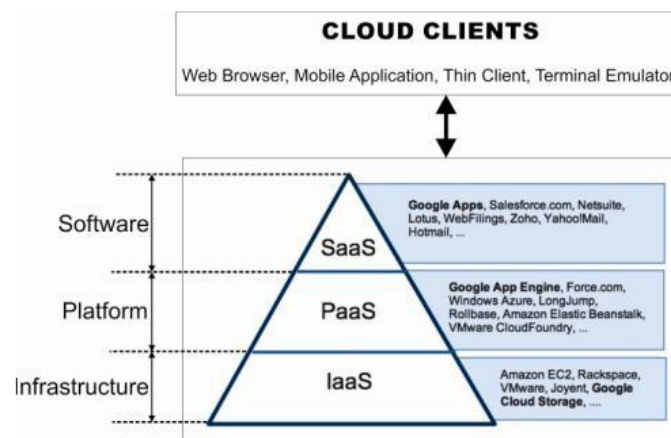 CLOUD CLIENTS
Web Browser, Mobile Application, Thin Client, Terminal Emulator
Software
SaaS
Google Apps, Salesforce.com, Netsuite,
Lotus, WebFilings, Zoho, Yahoo!Mail,
Hotmail, ...
Platform
PaaS
Google App Engine, Force.com,
Windows Azure, LongJump,
Rollbase, Amazon Elastic Beanstalk,
VMware CloudFoundry, ...
Infrastructure
IaaS
Amazon EC2, Rackspace,
VMware, Joyent, Google
Cloud Storage, ....